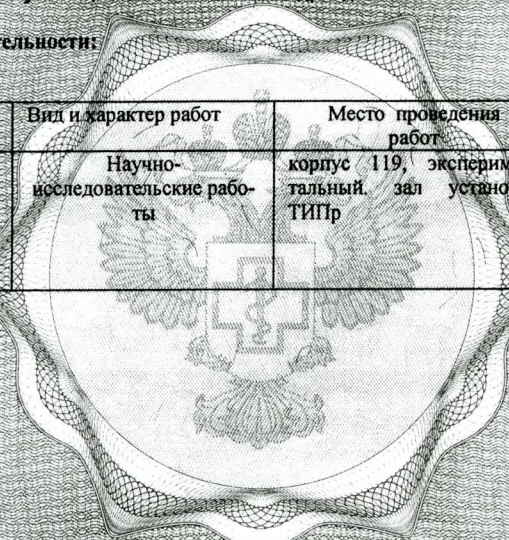 тельности:
Вид и характер работ
Место проведения
работ
Научно-
исследовательские рабо-
ты
корпус 119, эксперим
тальный. зал устано
ТИПр